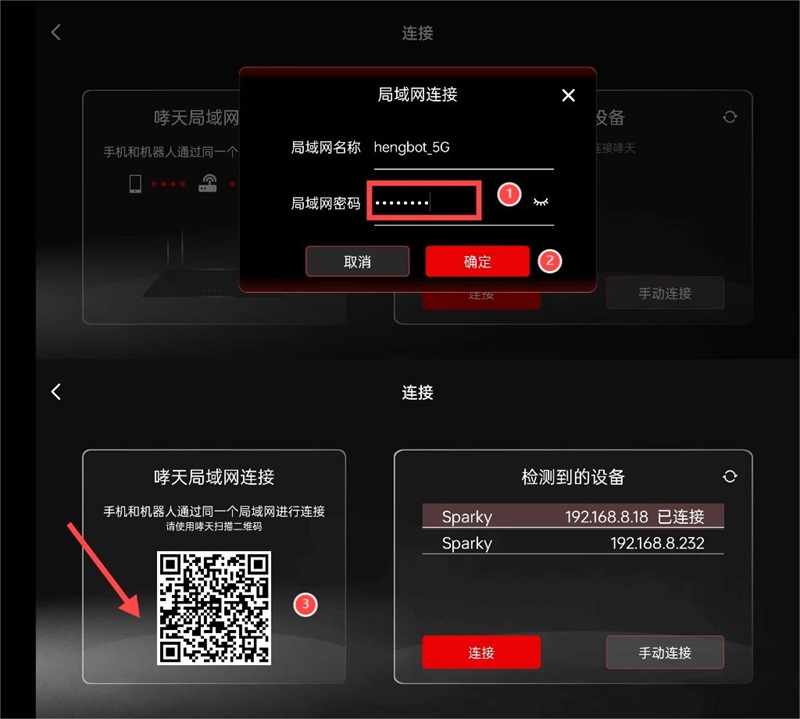 连接
哮天局域网
手机和机器人通过同一个
设备
连接哮天
连接
手动连接
局域网连接
局域网名称 hengbot_5G
局域网密码 ••••••••
1
取消
确定
2
连接
哮天局域网连接
手机和机器人通过同一个局域网进行连接
请使用哮天扫描二维码
3
检测到的设备
Sparky 192.168.8.18 已连接
Sparky 192.168.8.232
连接
手动连接